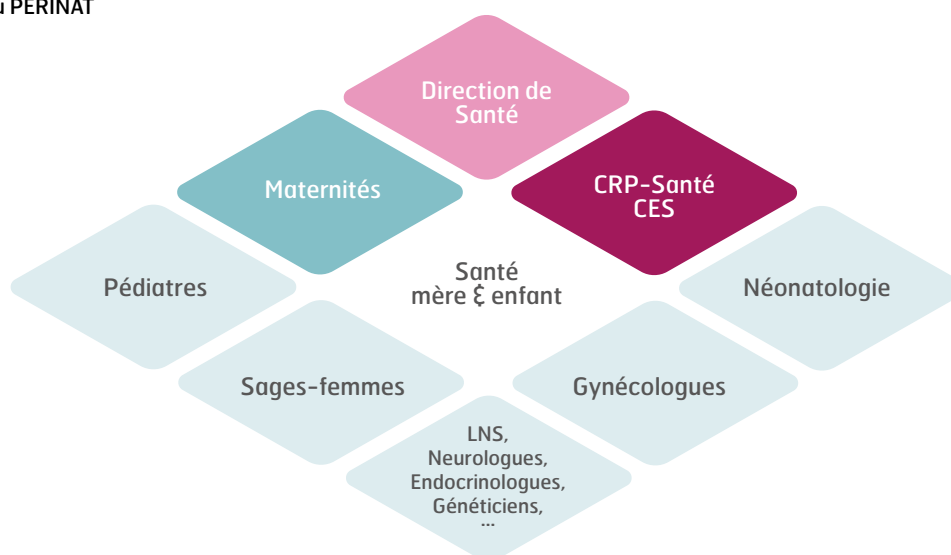 u PERINAT
Direction de
Santé
Maternités
CRP-Santé
CES
Pédiatres
Santé
mère & enfant
Néonatologie
Sages-femmes
Gynécologues
LNS,
Neurologues,
Endocrinologues,
Généticiens,
...